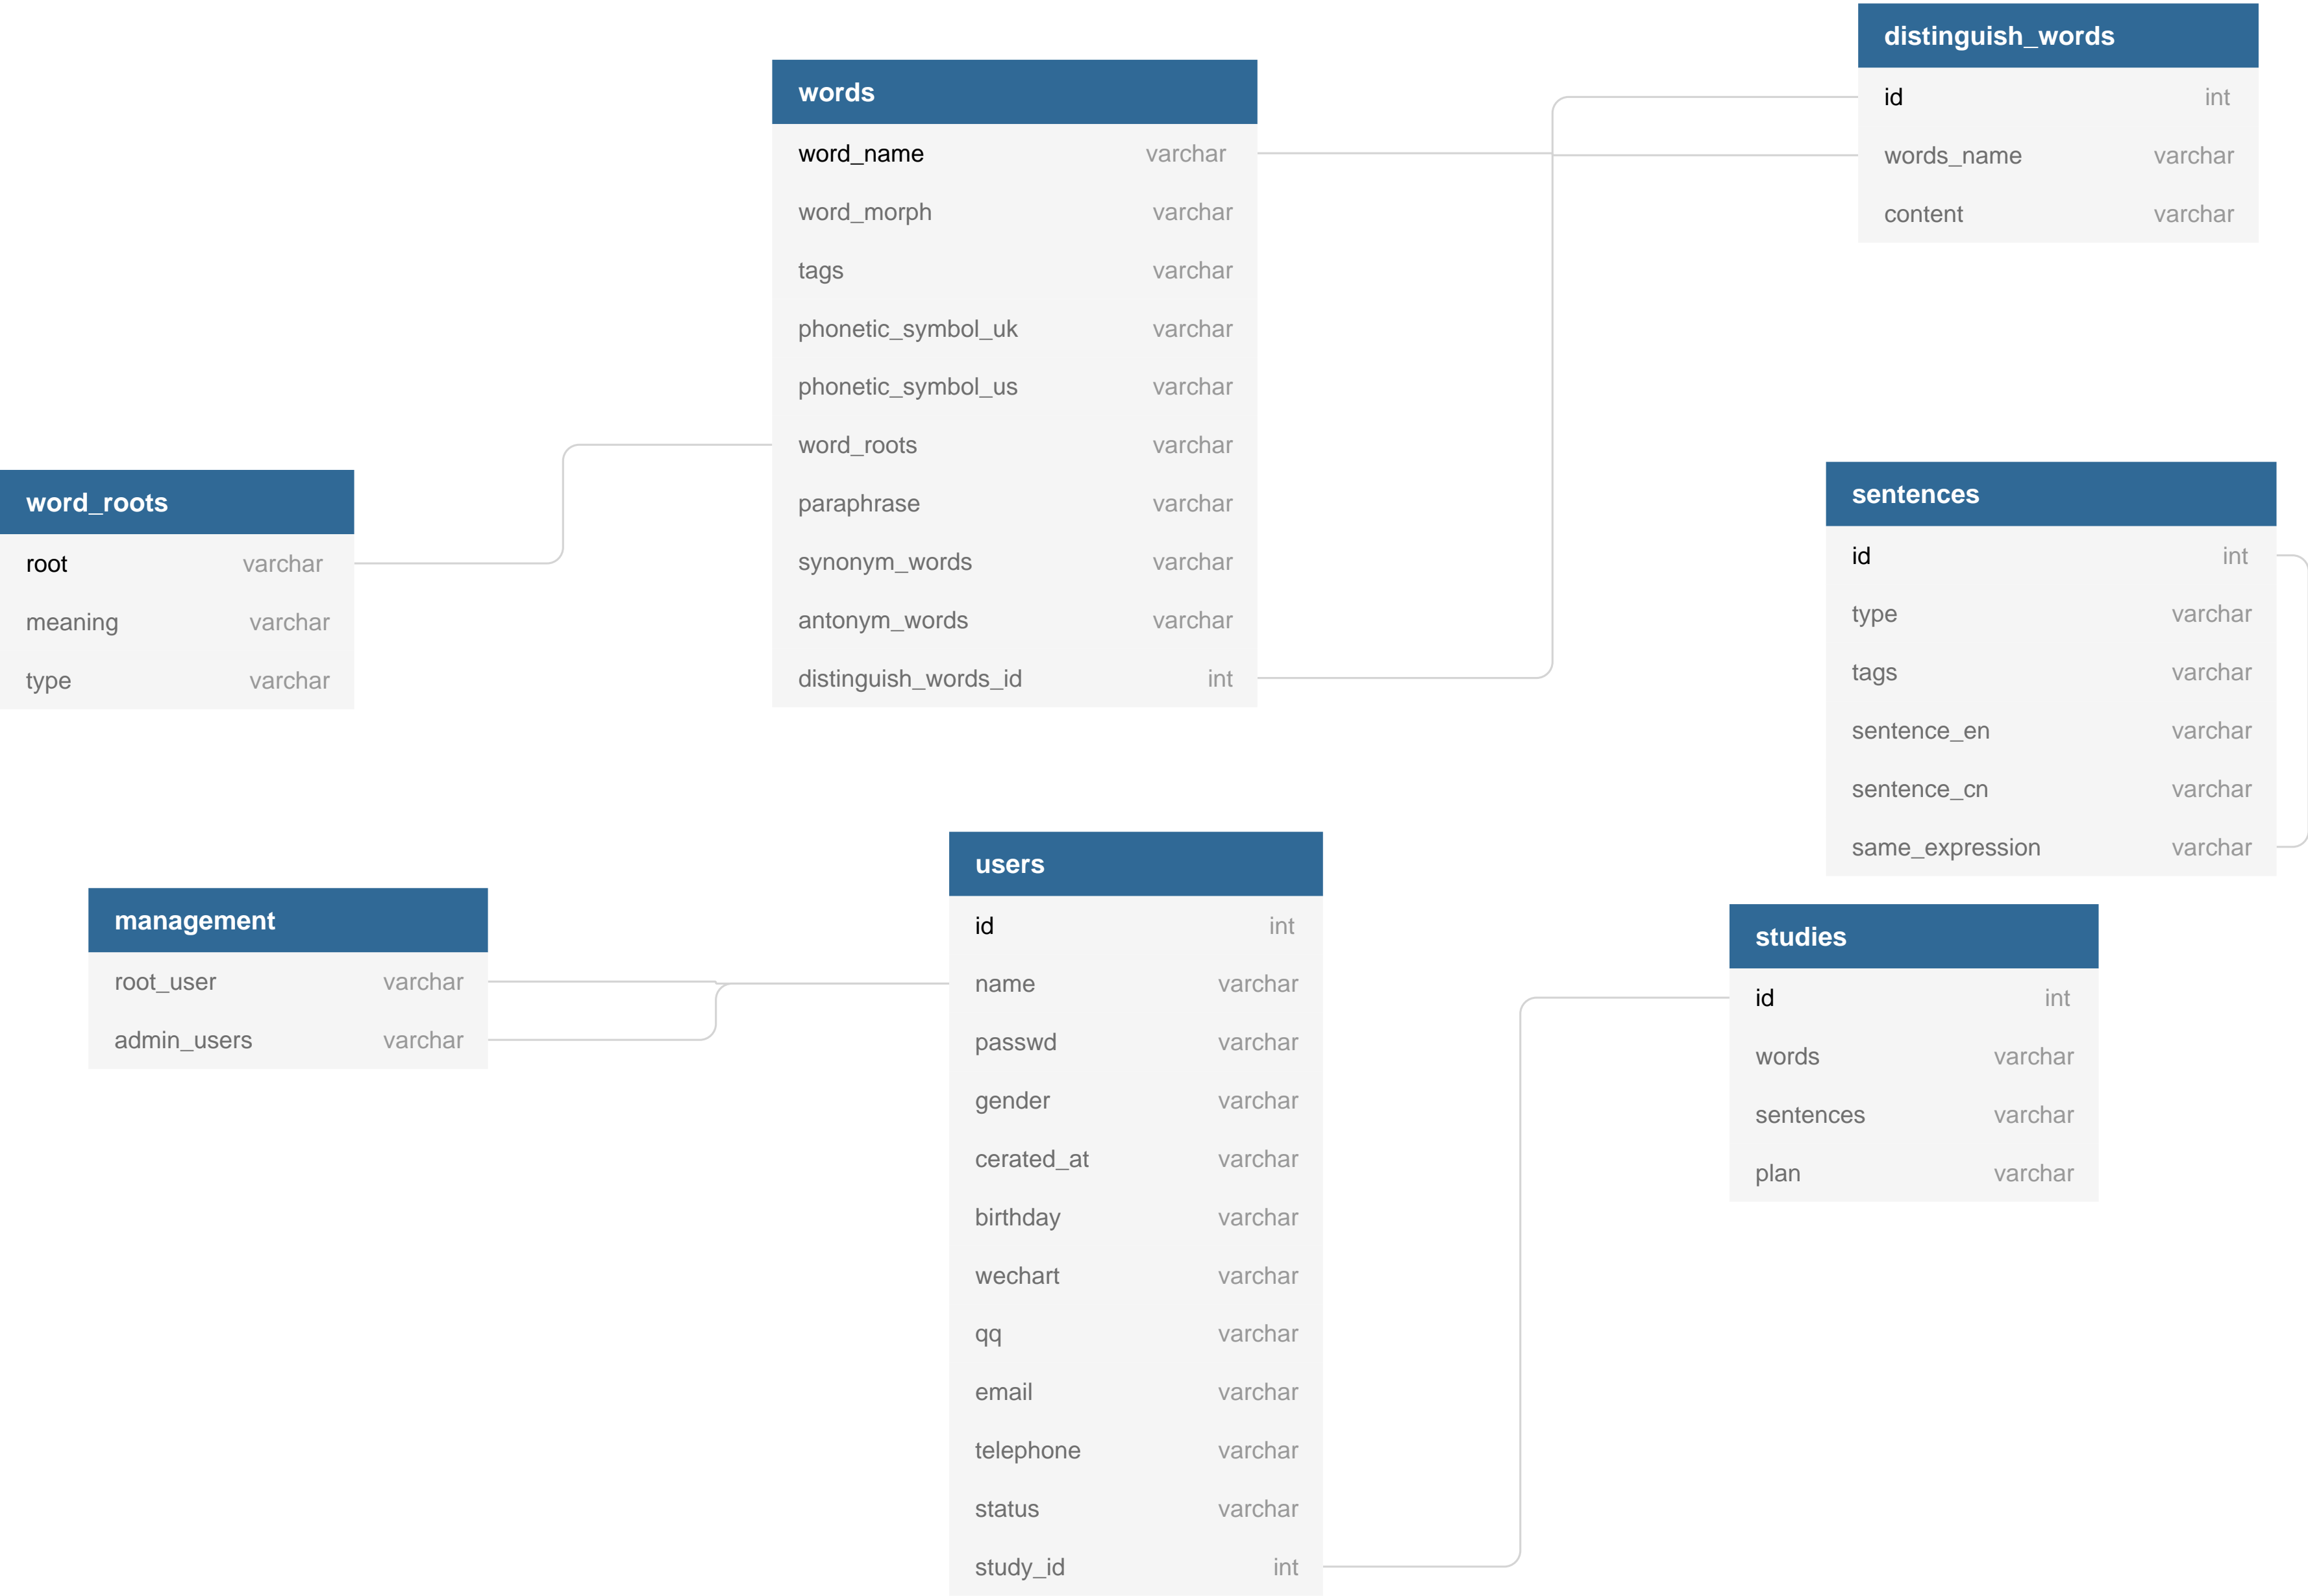 distinguish_words
id int
words_name varchar
content varchar
words
word_name varchar
word_morph varchar
tags varchar
phonetic_symbol_uk varchar
phonetic_symbol_us varchar
word_roots varchar
paraphrase varchar
synonym_words varchar
antonym_words varchar
distinguish_words_id int
word_roots
root varchar
meaning varchar
type varchar
sentences
id int
type varchar
tags varchar
sentence_en varchar
sentence_cn varchar
same_expression varchar
users
id int
name varchar
passwd varchar
gender varchar
cerated_at varchar
birthday varchar
wechart varchar
qq varchar
email varchar
telephone varchar
status varchar
study_id int
management
root_user varchar
admin_users varchar
studies
id int
words varchar
sentences varchar
plan varchar